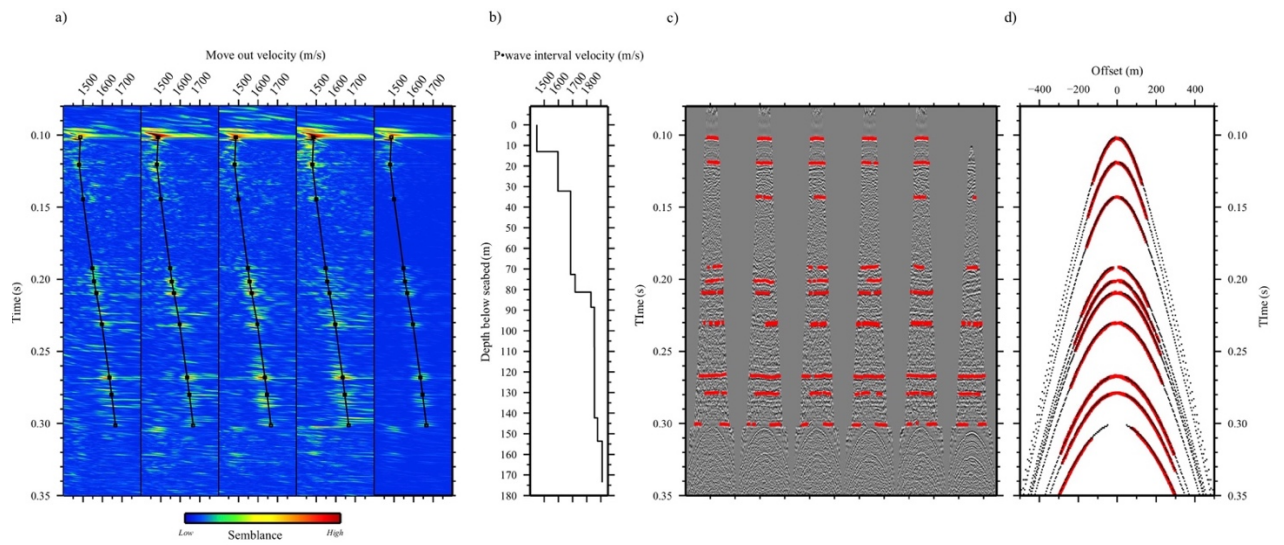 a)
Move out velocity (m/s)
1500 1600 1700 1500 1600 1700 1500 1600 1700 1500 1600 1700 1500 1600 1700
0.10
0.15
0.20
0.25
0.30
0.35
Time (s)
Low High
Semblance
b)
P•wave interval velocity (m/s)
1500 1600 1700 1800
0
10
20
30
40
50
60
70
80
90
100
110
120
130
140
150
160
170
180
Depth below seabed (m)
c)
0.10
0.15
0.20
0.25
0.30
0.35
TIme (s)
d)
Offset (m)
−400 −200 0 200 400
0.10
0.15
0.20
0.25
0.30
0.35
TIme (s)